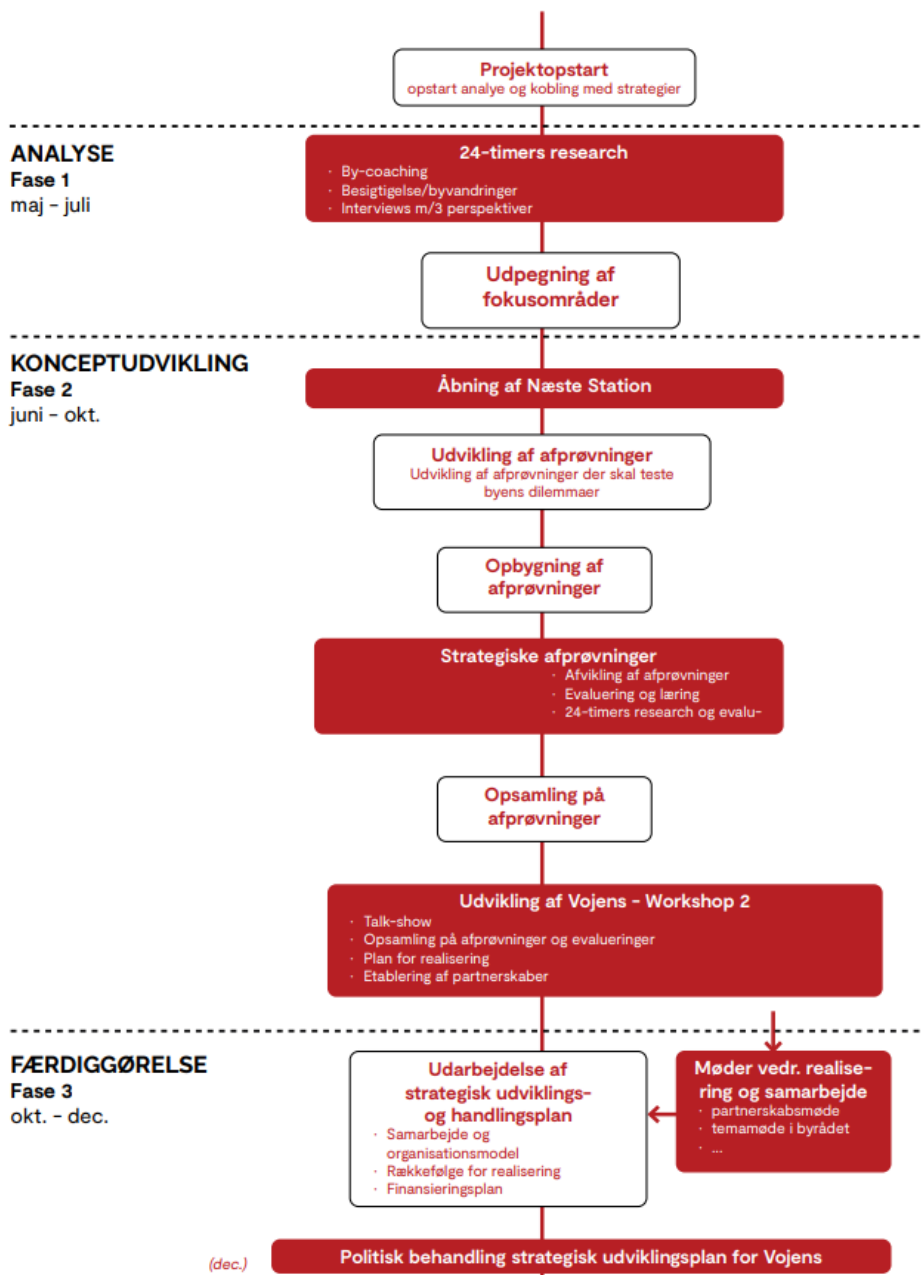 Projektopstart
opstart analye og kobling med strategier
ANALYSE
Fase 1
maj - juli
24-timers research
· By-coaching
· Besigtigelse/byvandringer
· Interviews m/3 perspektiver
Udpegning af
fokusområder
KONCEPTUDVIKLING
Fase 2
juni - okt.
Åbning af Næste Station
Udvikling af afprøvninger
Udvikling af afprøvninger der skal teste
byens dilemmaer
Opbygning af
afprøvninger
Strategiske afprøvninger
· Afvikling af afprøvninger
· Evaluering og læring
· 24-timers research og evalu-
Opsamling på
afprøvninger
Udvikling af Vojens - Workshop 2
· Talk-show
· Opsamling på afprøvninger og evalueringer
· Plan for realisering
· Etablering af partnerskaber
FÆRDIGGØRELSE
Fase 3
okt. - dec.
Udarbejdelse af
strategisk udviklings-
og handlingsplan
· Samarbejde og
organisationsmodel
· Rækkefølge for realisering
· Finansieringsplan
Møder vedr. realise-
ring og samarbejde
· partnerskabsmøde
· temamøde i byrådet
· ...
(dec.)
Politisk behandling strategisk udviklingsplan for Vojens